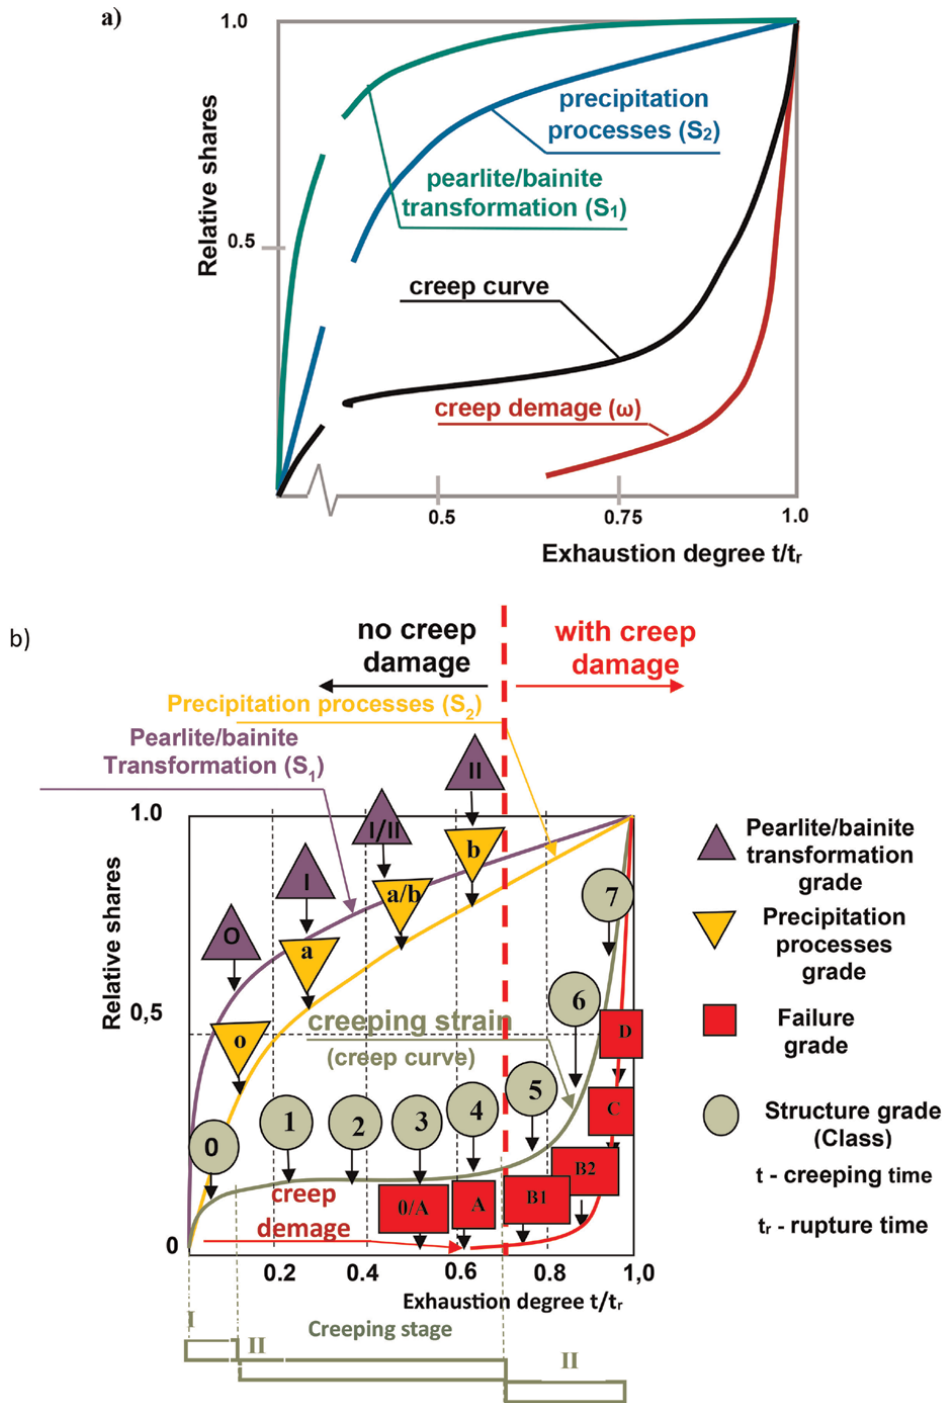 a)
1.0
Relative shares
0.5
precipitation
processes (S₂)
pearlite/bainite
transformation (S₁)
creep curve
creep demage (ω)
0.5
0.75
1.0
Exhaustion degree t/tᵣ
b)
no creep
damage
with creep
damage
Precipitation processes (S₂)
Pearlite/bainite
Transformation (S₁)
1.0
Relative shares
0,5
0
O
I
I/II
II
o
a
a/b
b
creeping strain
(creep curve)
0
1
2
3
4
5
6
7
creep
demage
0/A
A
B1
B2
C
D
0.2
0.4
0.6
0.8
1,0
Exhaustion degree t/tᵣ
I
II
Creeping stage
II
Pearlite/bainite
transformation
grade
Precipitation
processes
grade
Failure
grade
Structure grade
(Class)
t - creeping time
tᵣ - rupture time